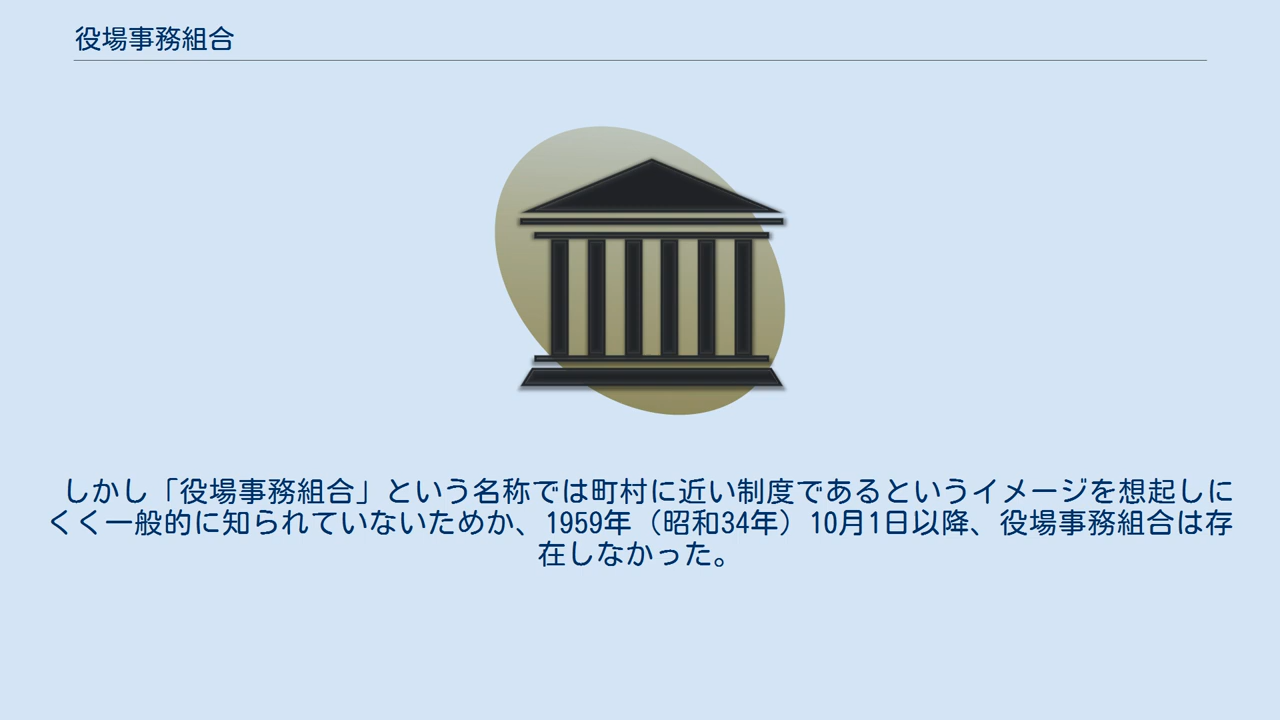 役場事務組合
しかし「役場事務組合」という名称では町村に近い制度であるというイメージを想起しに
くく一般的に知られていないためか、1959年（昭和34年）10月1日以降、役場事務組合は存
在しなかった。